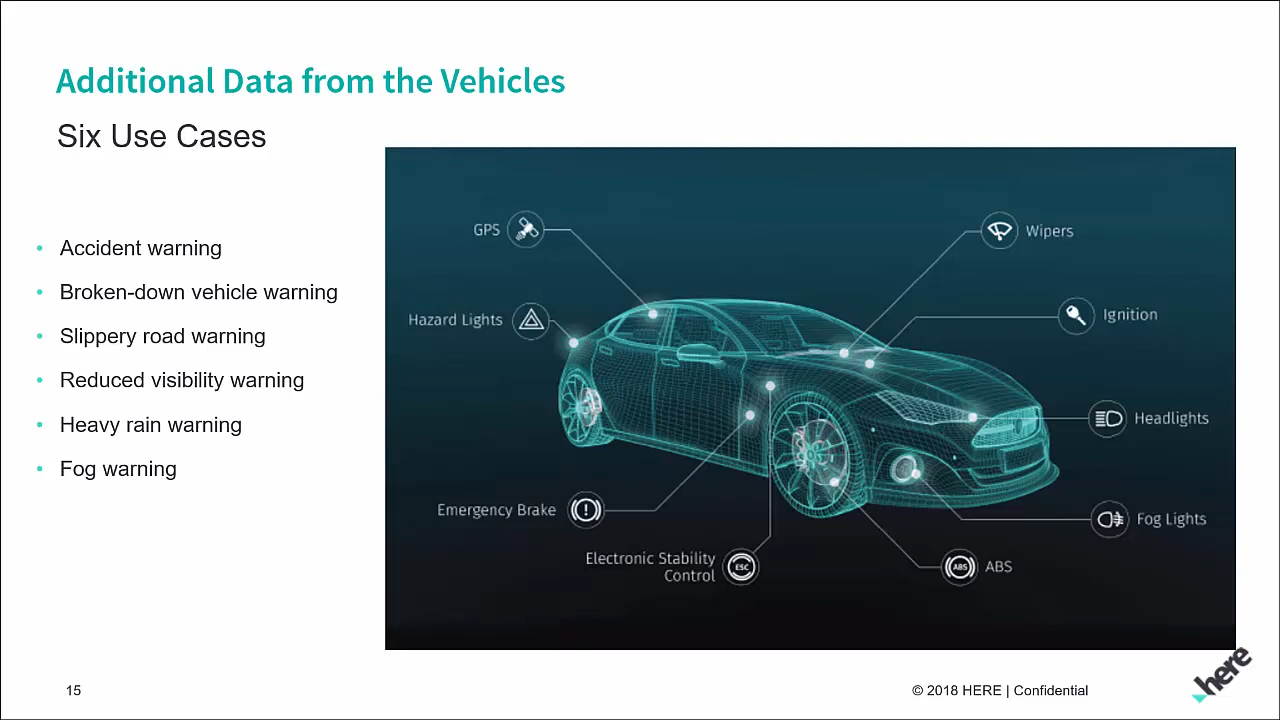 Additional Data from the Vehicles
Six Use Cases
• Accident warning
• Broken-down vehicle warning
• Slippery road warning
• Reduced visibility warning
• Heavy rain warning
• Fog warning
GPS
Wipers
Hazard Lights
Ignition
Headlights
Emergency Brake
Fog Lights
Electronic Stability
Control
ESC
ABS
ABS
15
© 2018 HERE | Confidential
here